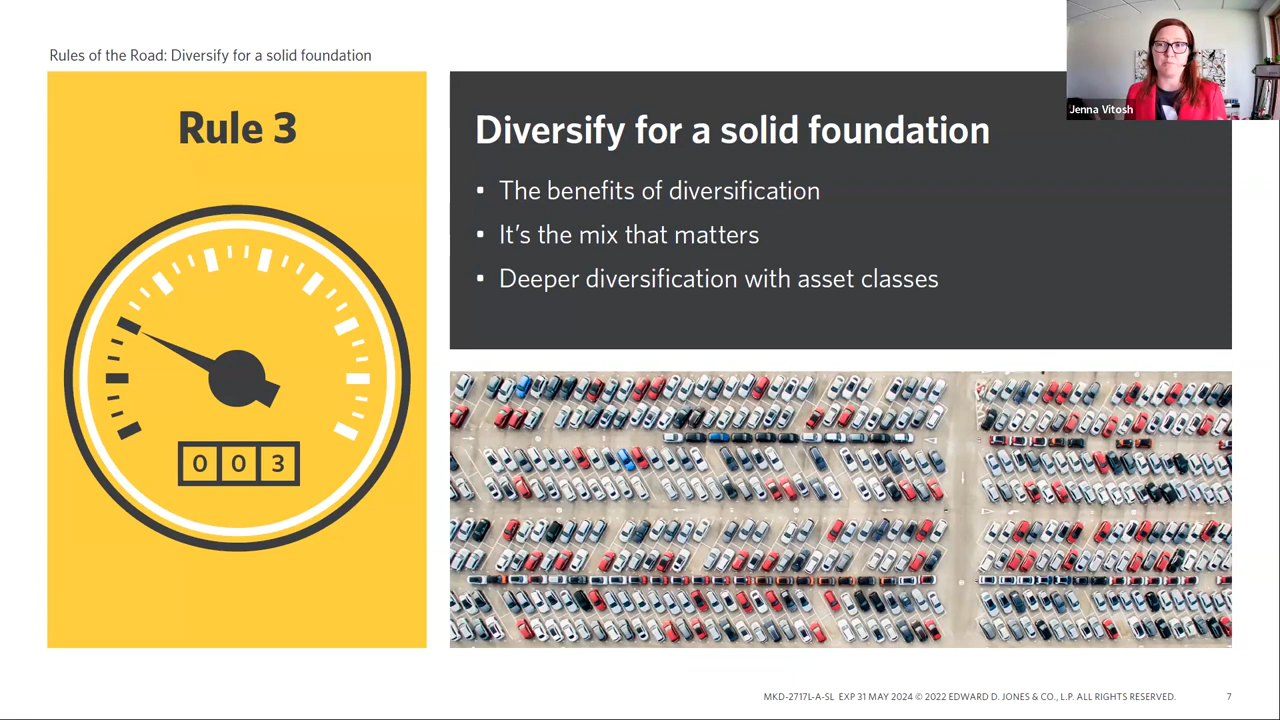 Rules of the Road: Diversify for a solid foundation
Rule 3
0 0 3
Diversify for a solid foundation
▪ The benefits of diversification
▪ It’s the mix that matters
▪ Deeper diversification with asset classes
Jenna Vitosh
MKD-2717L-A-SL EXP 31 MAY 2024 © 2022 EDWARD D. JONES & CO., L.P. ALL RIGHTS RESERVED.
7